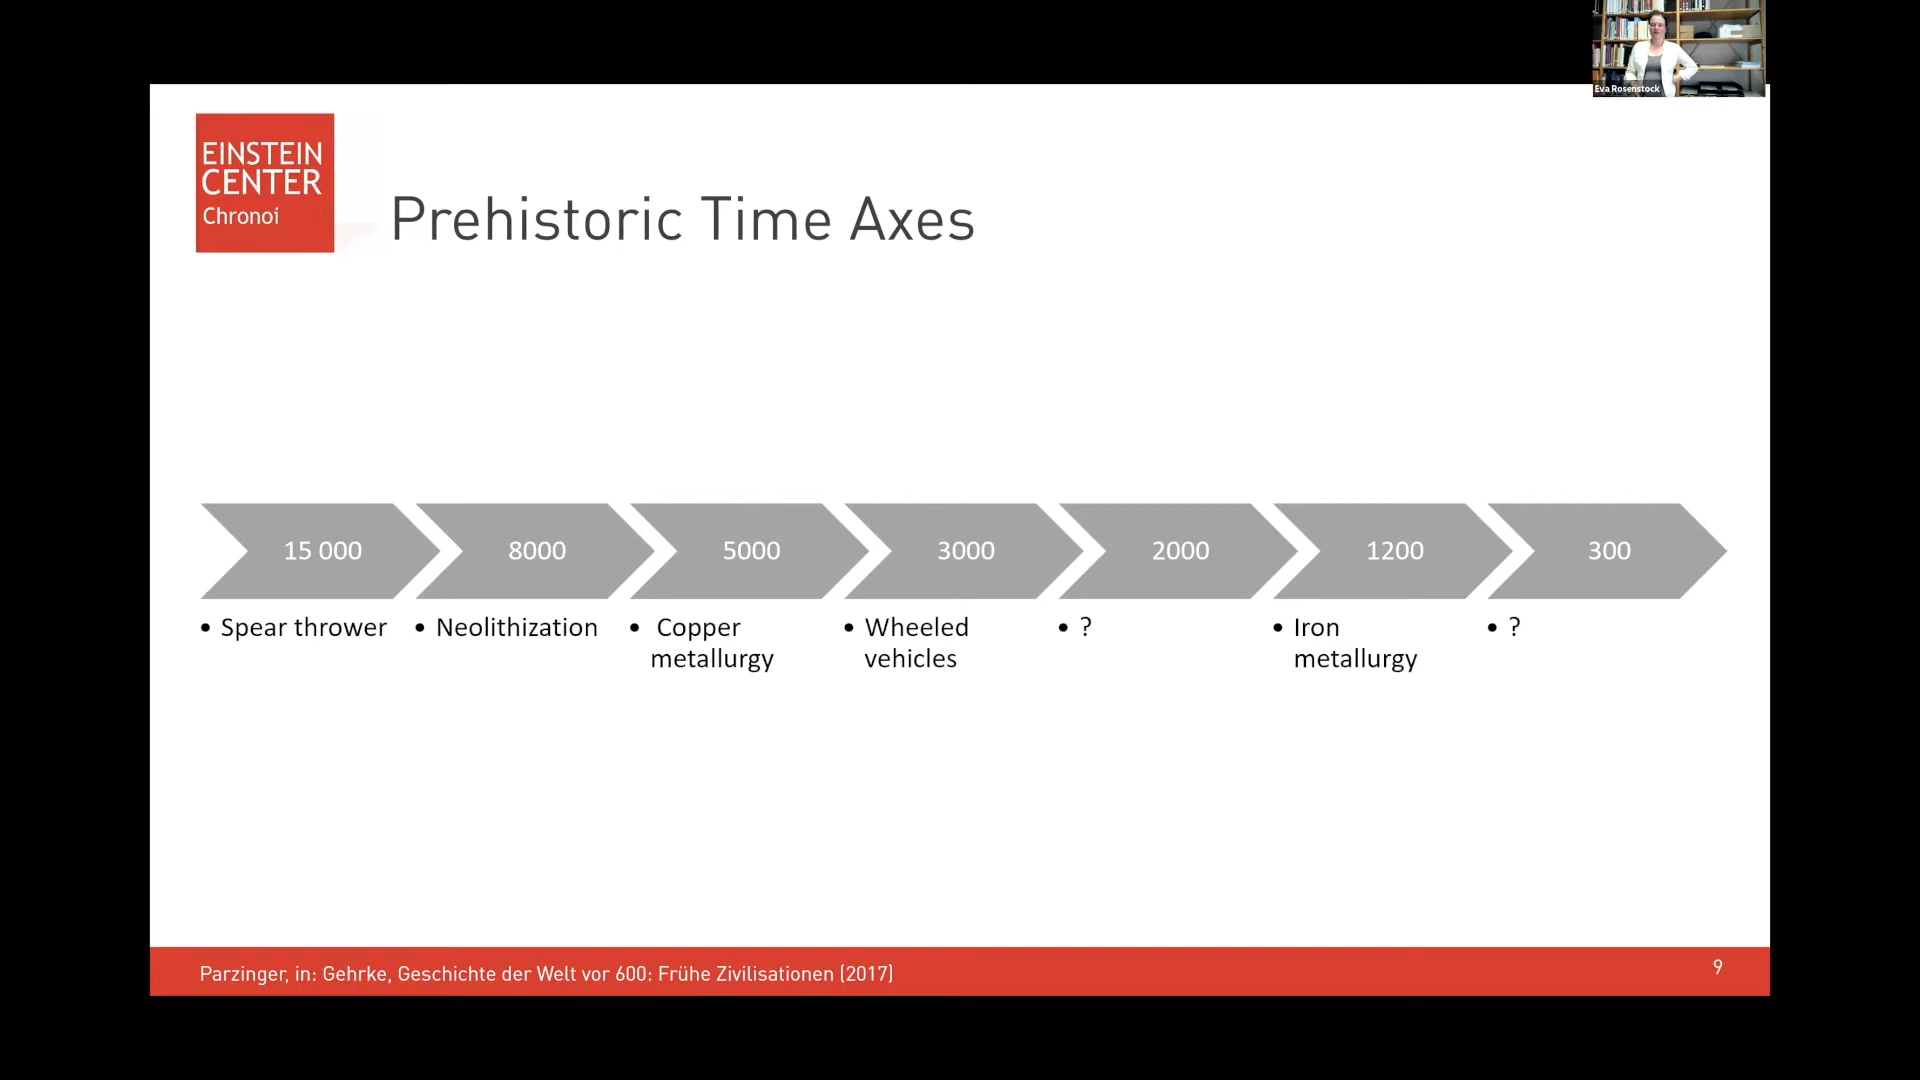 Eva Rosenstock
EINSTEIN
CENTER
Chronoi
Prehistoric Time Axes
15 000
8000
5000
3000
2000
1200
300
• Spear thrower
• Neolithization
• Copper
metallurgy
• Wheeled
vehicles
• ?
• Iron
metallurgy
• ?
Parzinger, in: Gehrke, Geschichte der Welt vor 600: Frühe Zivilisationen (2017)
9